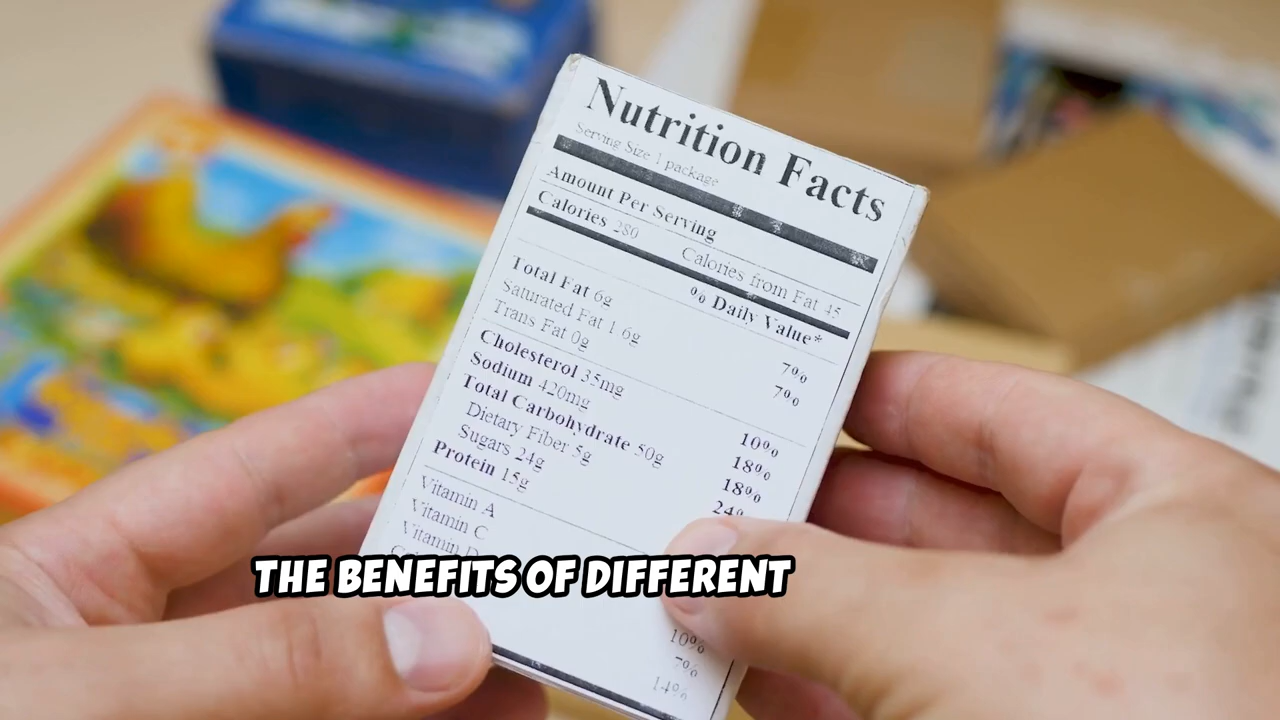 Nutrition Facts
Serving Size 1 package
Amount Per Serving
Calories 280 Calories from Fat 45
% Daily Value*
Total Fat 6g 7%
Saturated Fat 1 6g 7%
Trans Fat 0g
Cholesterol 35mg 10%
Sodium 420mg 18%
Total Carbohydrate 50g 18%
Dietary Fiber 5g 24%
Sugars 24g
Protein 15g
Vitamin A
Vitamin C
Vitamin
THE BENEFITS OF DIFFERENT
10%
7%
14%